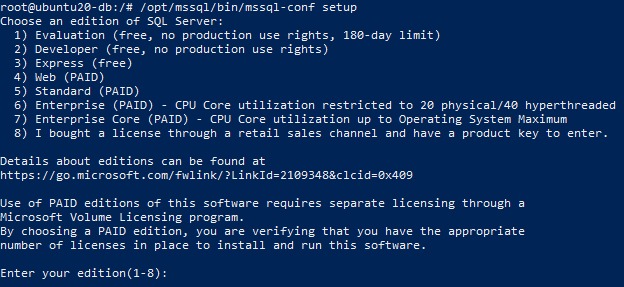 root@ubuntu20-db:/# /opt/mssql/bin/mssql-conf setup
Choose an edition of SQL Server:
  1) Evaluation (free, no production use rights, 180-day limit)
  2) Developer (free, no production use rights)
  3) Express (free)
  4) Web (PAID)
  5) Standard (PAID)
  6) Enterprise (PAID) - CPU Core utilization restricted to 20 physical/40 hyperthreaded
  7) Enterprise Core (PAID) - CPU Core utilization up to Operating System Maximum
  8) I bought a license through a retail sales channel and have a product key to enter.

Details about editions can be found at
https://go.microsoft.com/fwlink/?LinkId=2109348&clcid=0x409

Use of PAID editions of this software requires separate licensing through a
Microsoft Volume Licensing program.
By choosing a PAID edition, you are verifying that you have the appropriate
number of licenses in place to install and run this software.

Enter your edition(1-8):